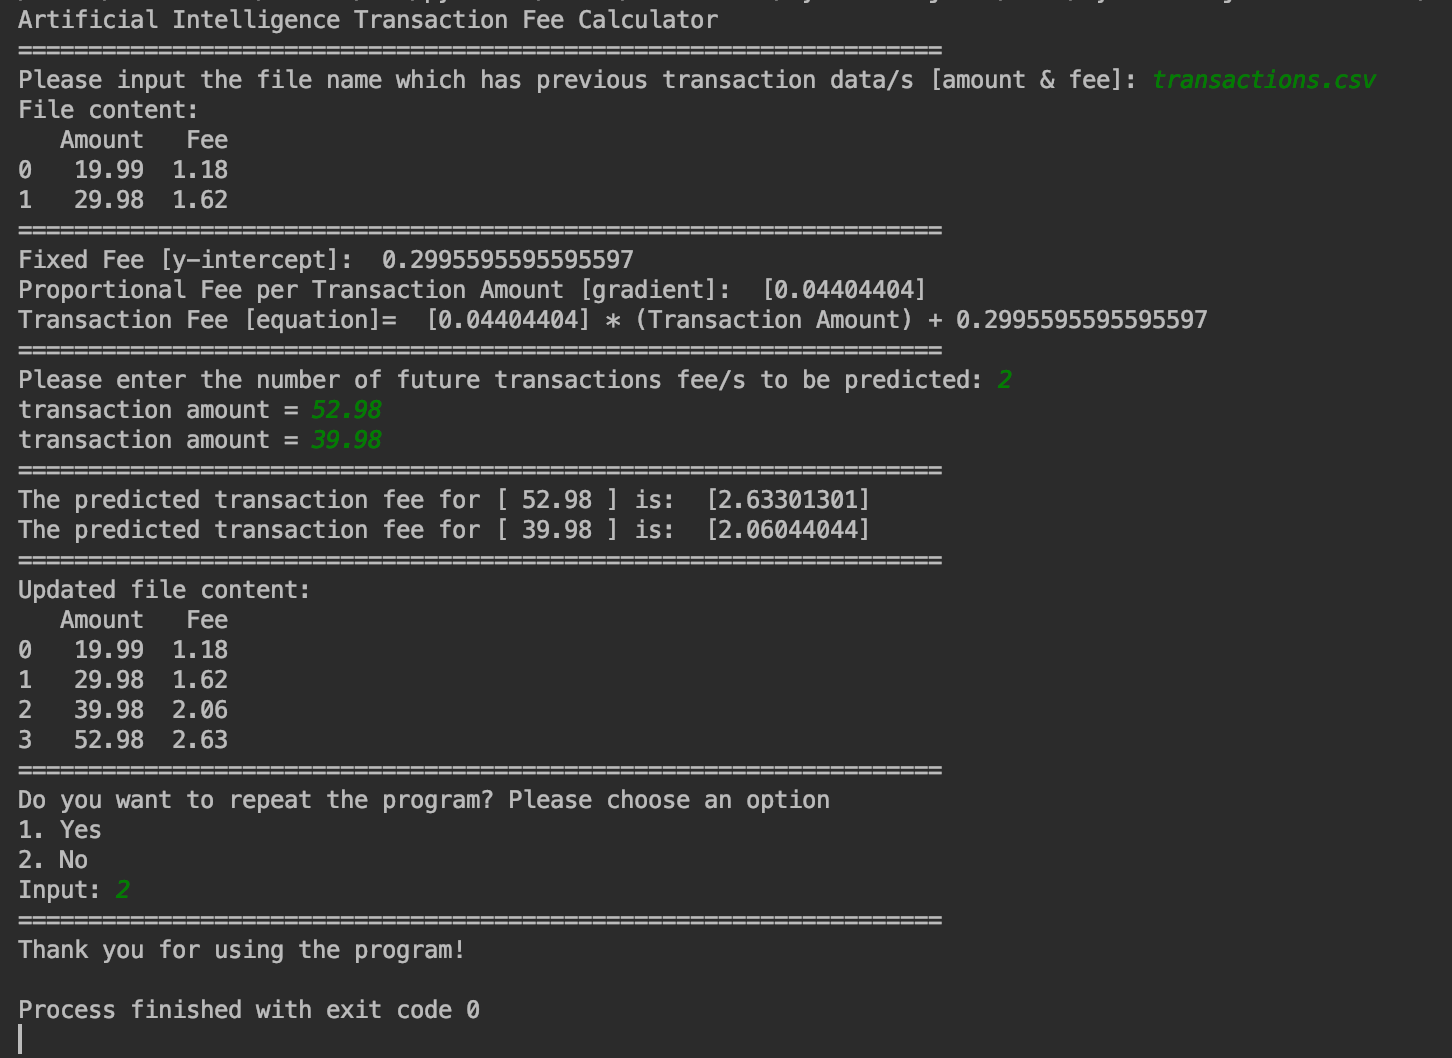 Artificial Intelligence Transaction Fee Calculator
==================================================================
Please input the file name which has previous transaction data/s [amount & fee]: transactions.csv
File content:
   Amount   Fee
0   19.99  1.18
1   29.98  1.62
==================================================================
Fixed Fee [y-intercept]:  0.2995595595595597
Proportional Fee per Transaction Amount [gradient]:  [0.04404404]
Transaction Fee [equation]=  [0.04404404] * (Transaction Amount) + 0.2995595595595597
==================================================================
Please enter the number of future transactions fee/s to be predicted: 2
transaction amount = 52.98
transaction amount = 39.98
==================================================================
The predicted transaction fee for [ 52.98 ] is:  [2.63301301]
The predicted transaction fee for [ 39.98 ] is:  [2.06044044]
==================================================================
Updated file content:
   Amount   Fee
0   19.99  1.18
1   29.98  1.62
2   39.98  2.06
3   52.98  2.63
==================================================================
Do you want to repeat the program? Please choose an option
1. Yes
2. No
Input: 2
==================================================================
Thank you for using the program!

Process finished with exit code 0